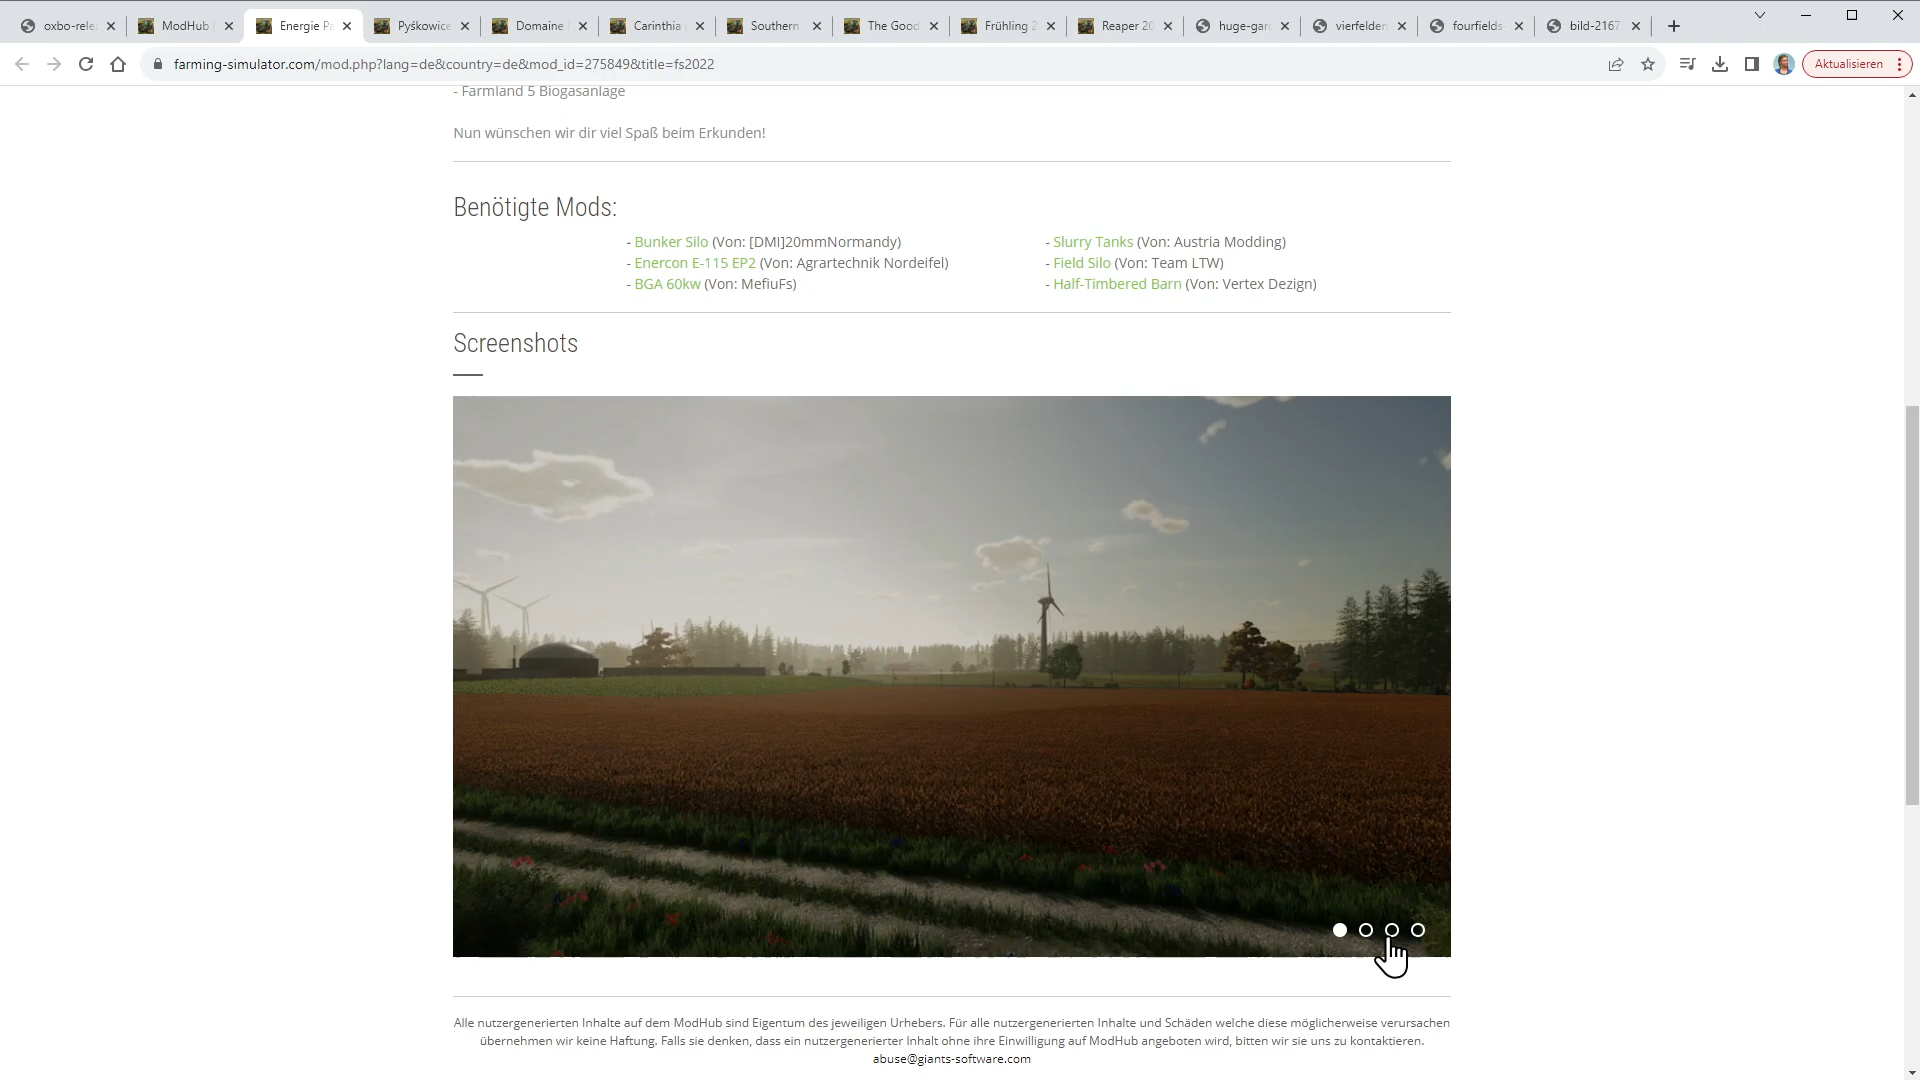 oxbo-rele
ModHub |
Energie Pa
Pyśkowice
Domaine
Carinthia
Southern
The Good
Frühling 2
Reaper 20
huge-gard
vierfelden
fourfields-
bild-2167
farming-simulator.com/mod.php?lang=de&country=de&mod_id=275849&title=fs2022
Aktualisieren
- Farmland 5 Biogasanlage
Nun wünschen wir dir viel Spaß beim Erkunden!
Benötigte Mods:
- Bunker Silo (Von: [DMI]20mmNormandy)
- Slurry Tanks (Von: Austria Modding)
- Enercon E-115 EP2 (Von: Agrartechnik Nordeifel)
- Field Silo (Von: Team LTW)
- BGA 60kw (Von: MefiuFs)
- Half-Timbered Barn (Von: Vertex Dezign)
Screenshots
Alle nutzergenerierten Inhalte auf dem ModHub sind Eigentum des jeweiligen Urhebers. Für alle nutzergenerierten Inhalte und Schäden welche diese möglicherweise verursachen
übernehmen wir keine Haftung. Falls sie denken, dass ein nutzergenerierter Inhalt ohne ihre Einwilligung auf ModHub angeboten wird, bitten wir sie uns zu kontaktieren.
abuse@giants-software.com